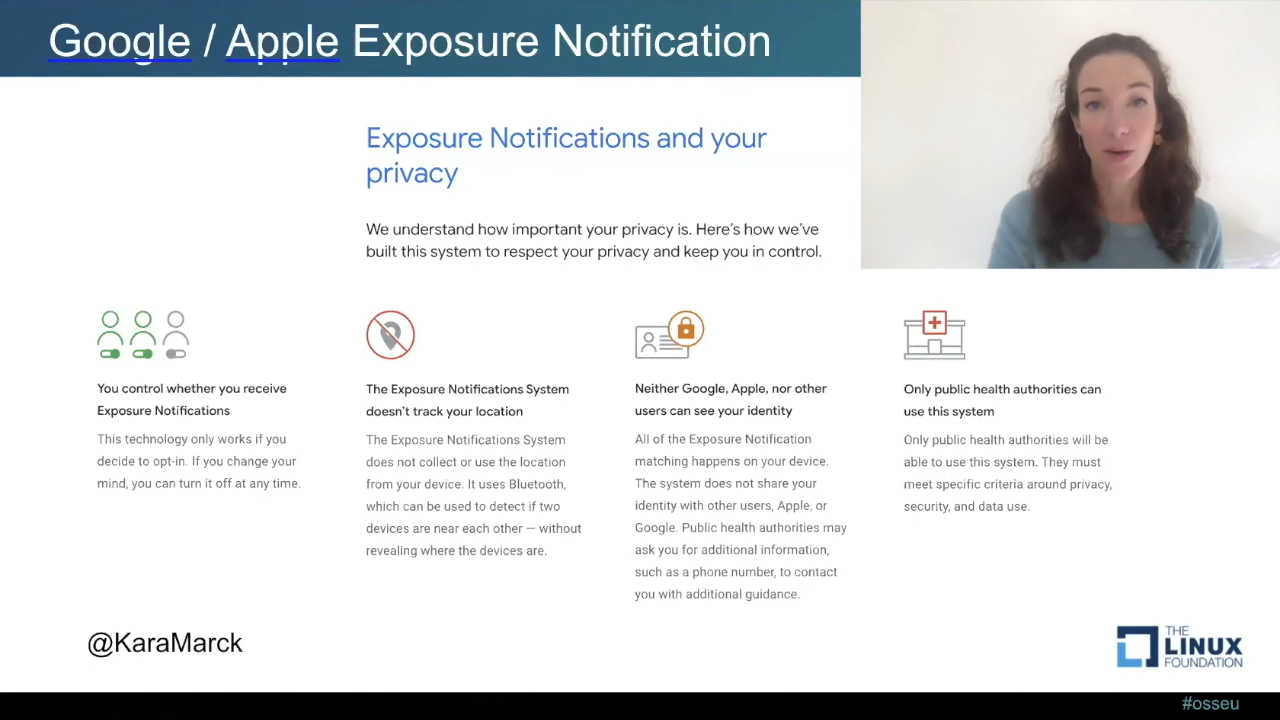 Google / Apple Exposure Notification
Exposure Notifications and your
privacy
We understand how important your privacy is. Here's how we've
built this system to respect your privacy and keep you in control.
You control whether you receive
Exposure Notifications
This technology only works if you
decide to opt-in. If you change your
mind, you can turn it off at any time.
The Exposure Notifications System
doesn't track your location
The Exposure Notifications System
does not collect or use the location
from your device. It uses Bluetooth,
which can be used to detect if two
devices are near each other — without
revealing where the devices are.
Neither Google, Apple, nor other
users can see your identity
All of the Exposure Notification
matching happens on your device.
The system does not share your
identity with other users, Apple, or
Google. Public health authorities may
ask you for additional information,
such as a phone number, to contact
you with additional guidance.
Only public health authorities can
use this system
Only public health authorities will be
able to use this system. They must
meet specific criteria around privacy,
security, and data use.
@KaraMarck
THE
LINUX
FOUNDATION
#osseu